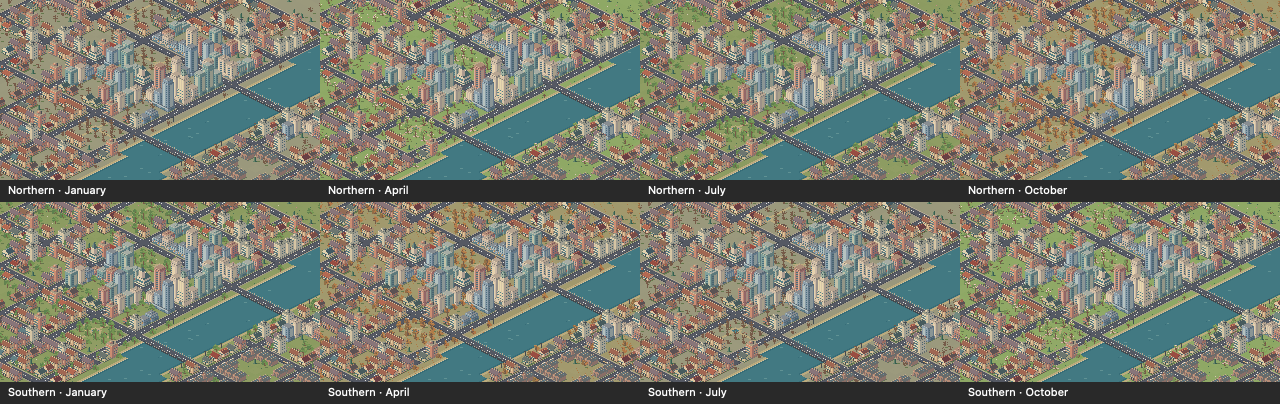 Northern · January
Northern · April
Northern · July
Northern · October
Southern · January
Southern · April
Southern · July
Southern · October